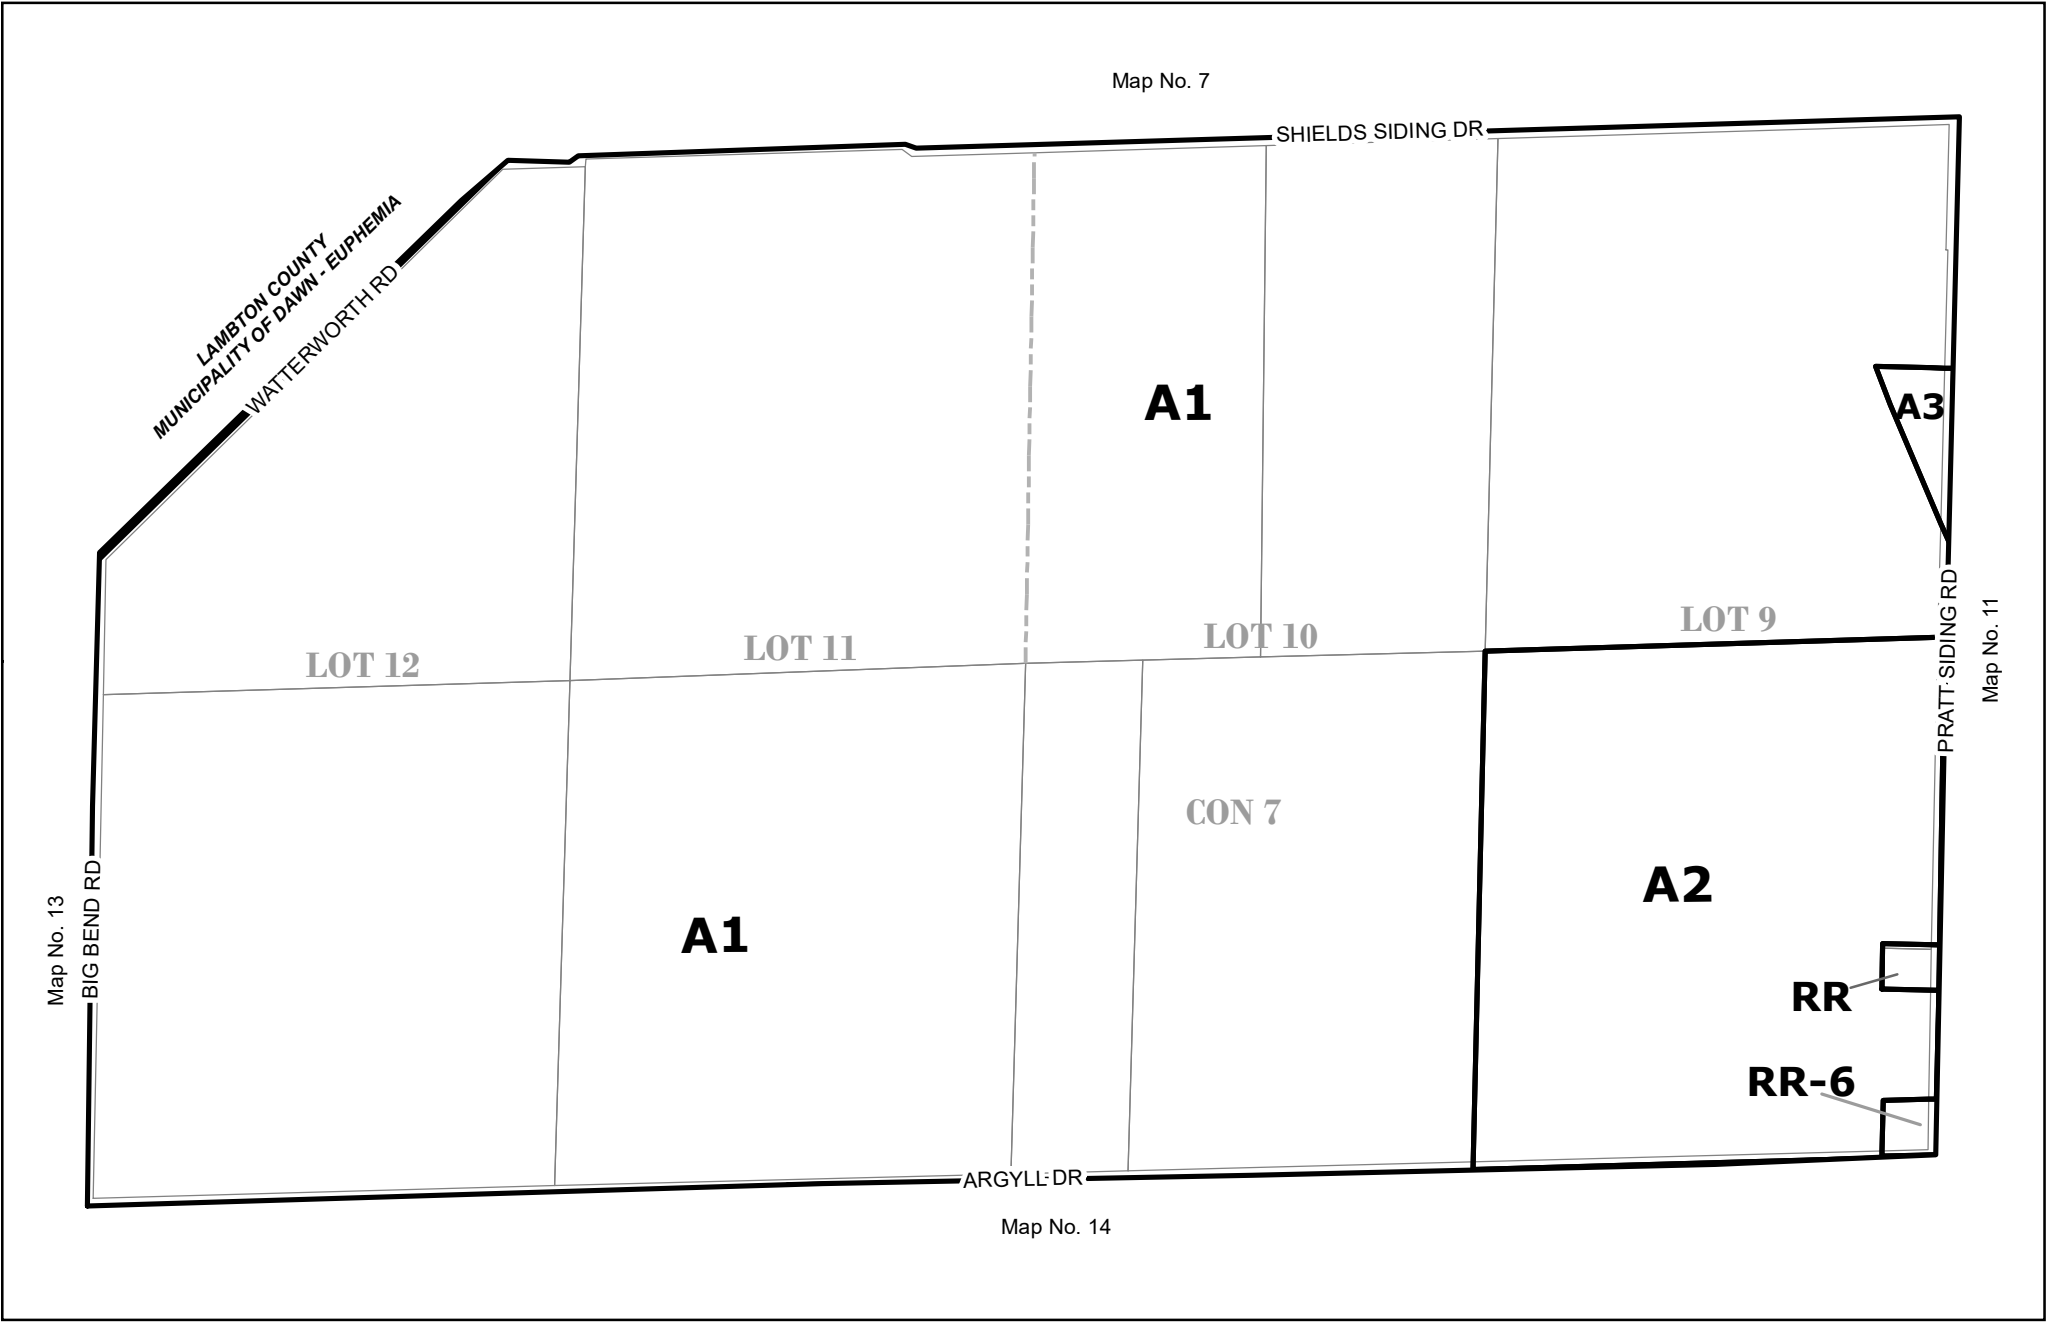 Map No. 7
SHIELDS SIDING DR
LAMBTON COUNTY
MUNICIPALITY OF DAWN - EUPHEMIA
WATTERWORTH RD
A1
A3
LOT 12
LOT 11
LOT 10
LOT 9
PRATT SIDING RD
Map No. 11
CON 7
A2
Map No. 13
BIG BEND RD
A1
RR
RR-6
ARGYLL DR
Map No. 14